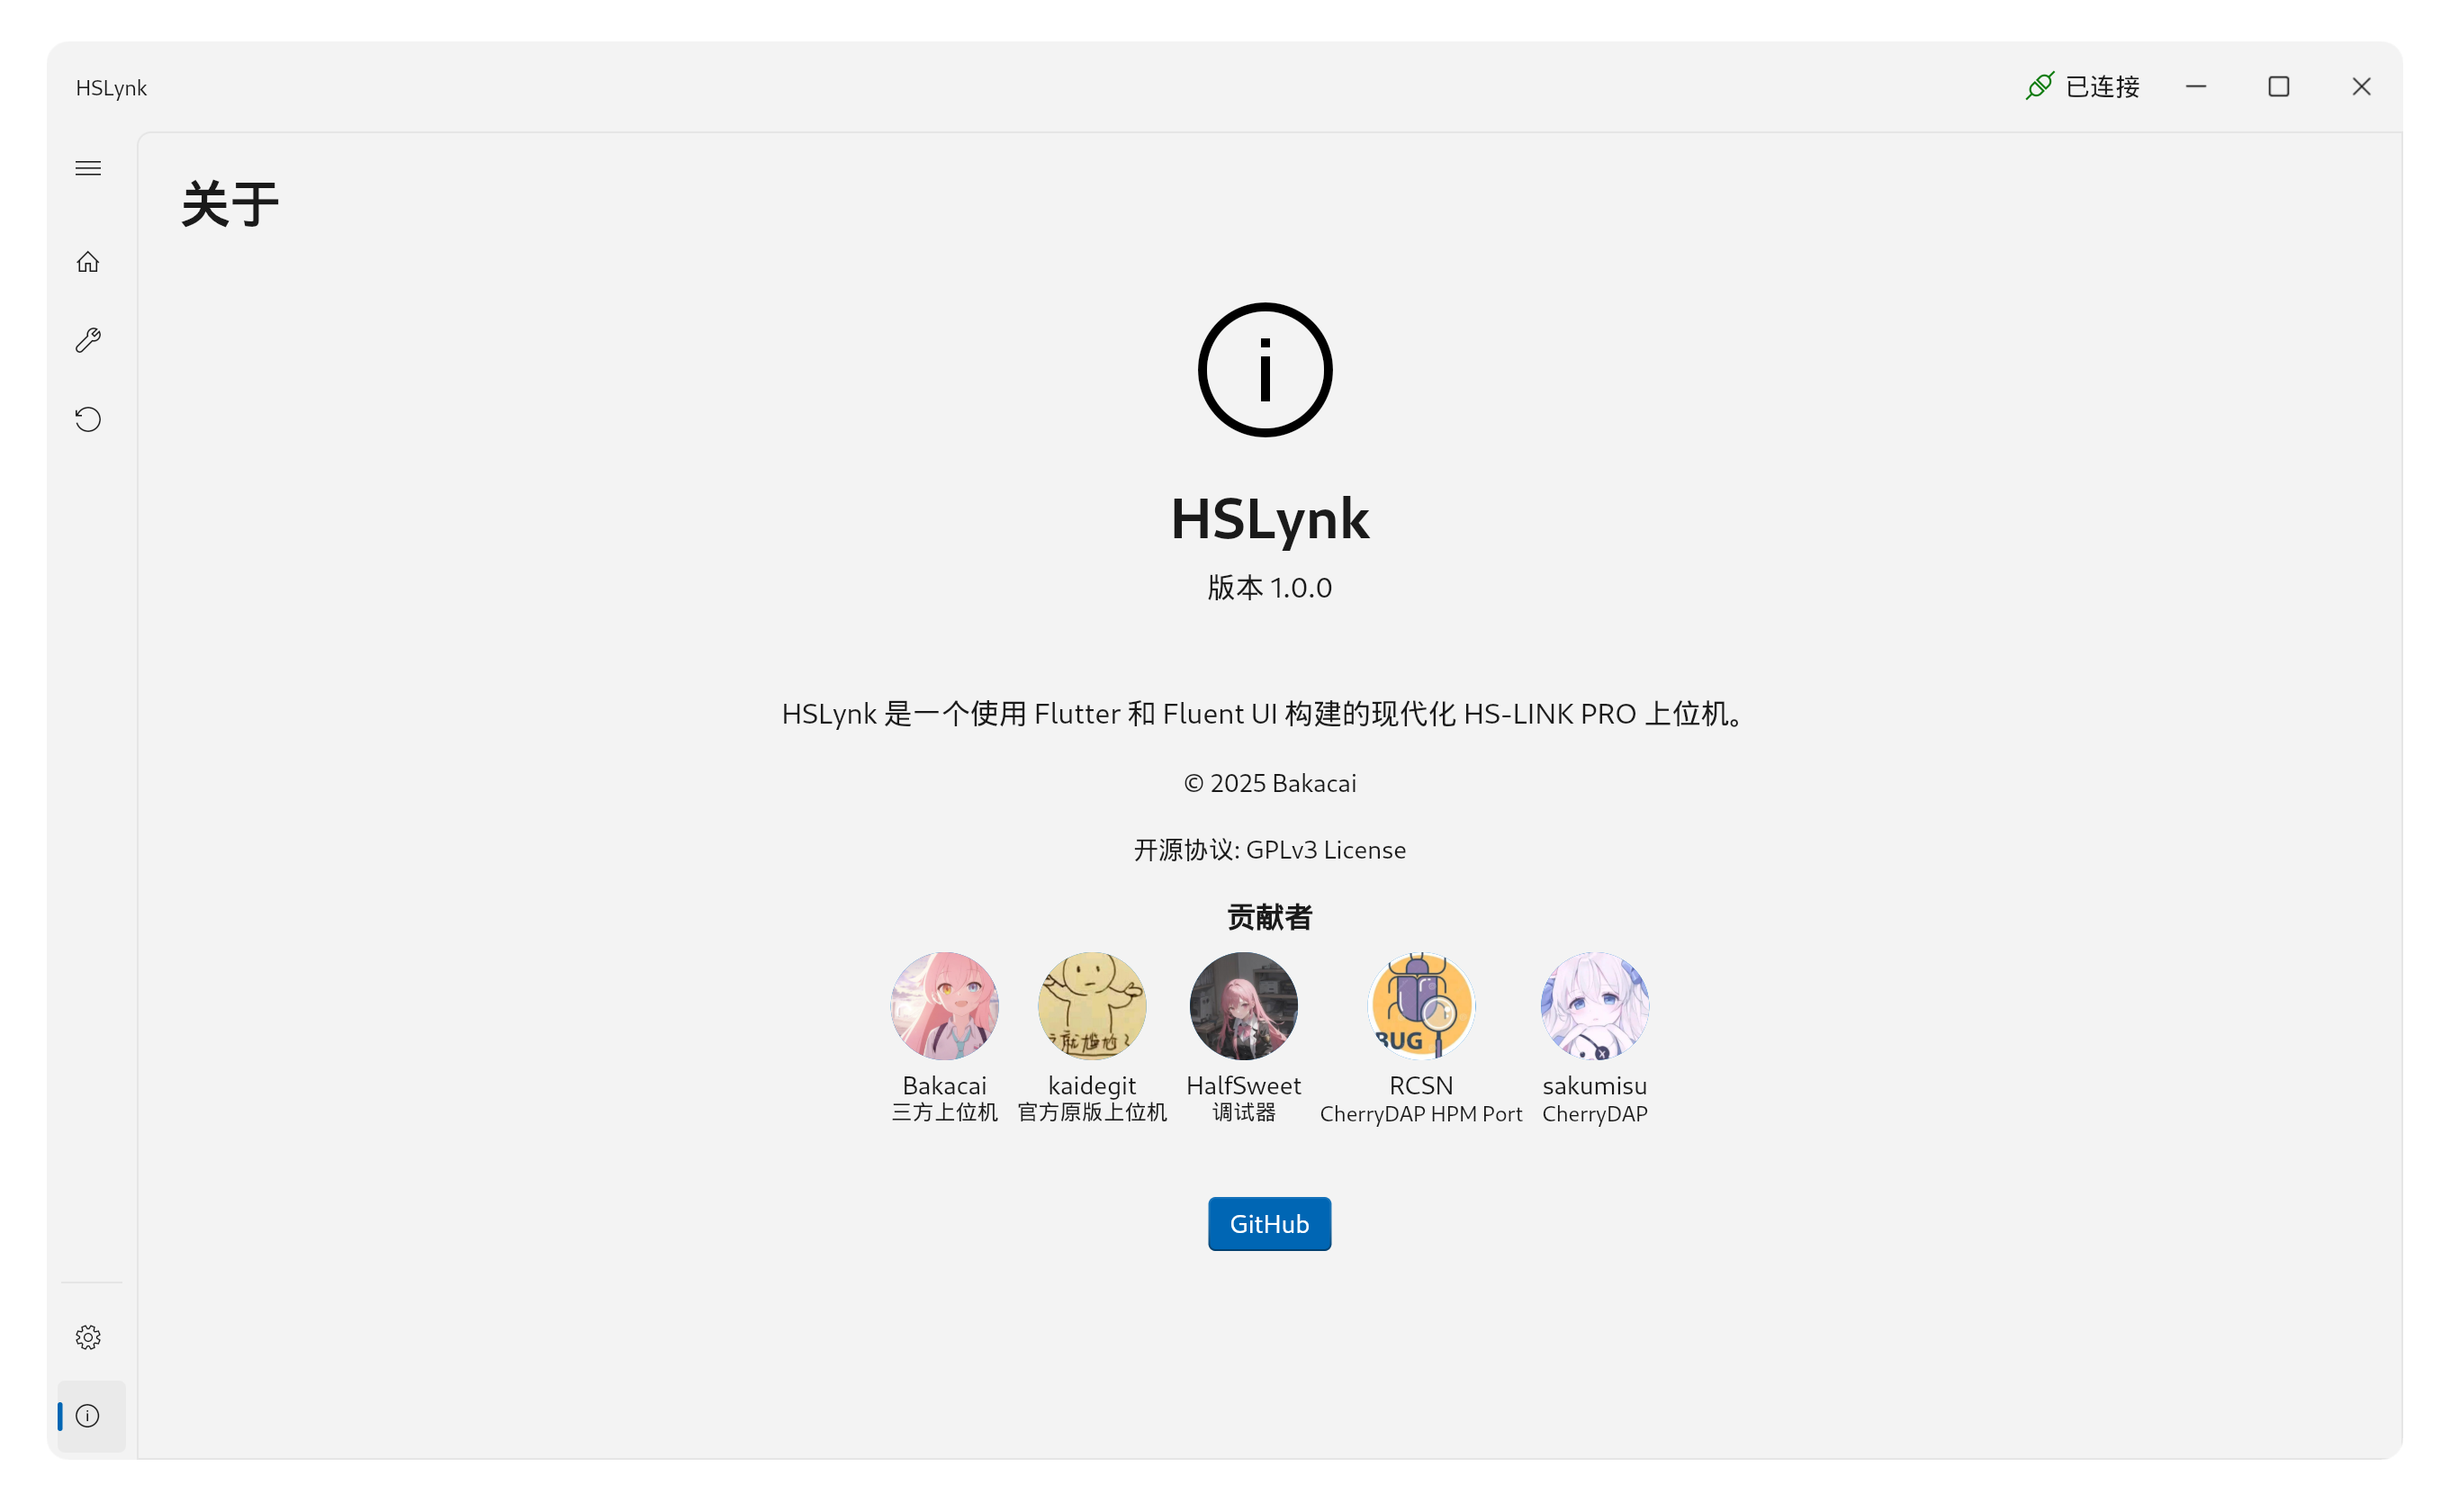 HSLynk
已连接
关于
HSLynk
版本 1.0.0
HSLynk 是一个使用 Flutter 和 Fluent UI 构建的现代化 HS-LINK PRO 上位机。
© 2025 Bakacai
开源协议: GPLv3 License
贡献者
BUG
Bakacai
三方上位机
kaidegit
官方原版上位机
HalfSweet
调试器
RCSN
CherryDAP HPM Port
sakumisu
CherryDAP
GitHub